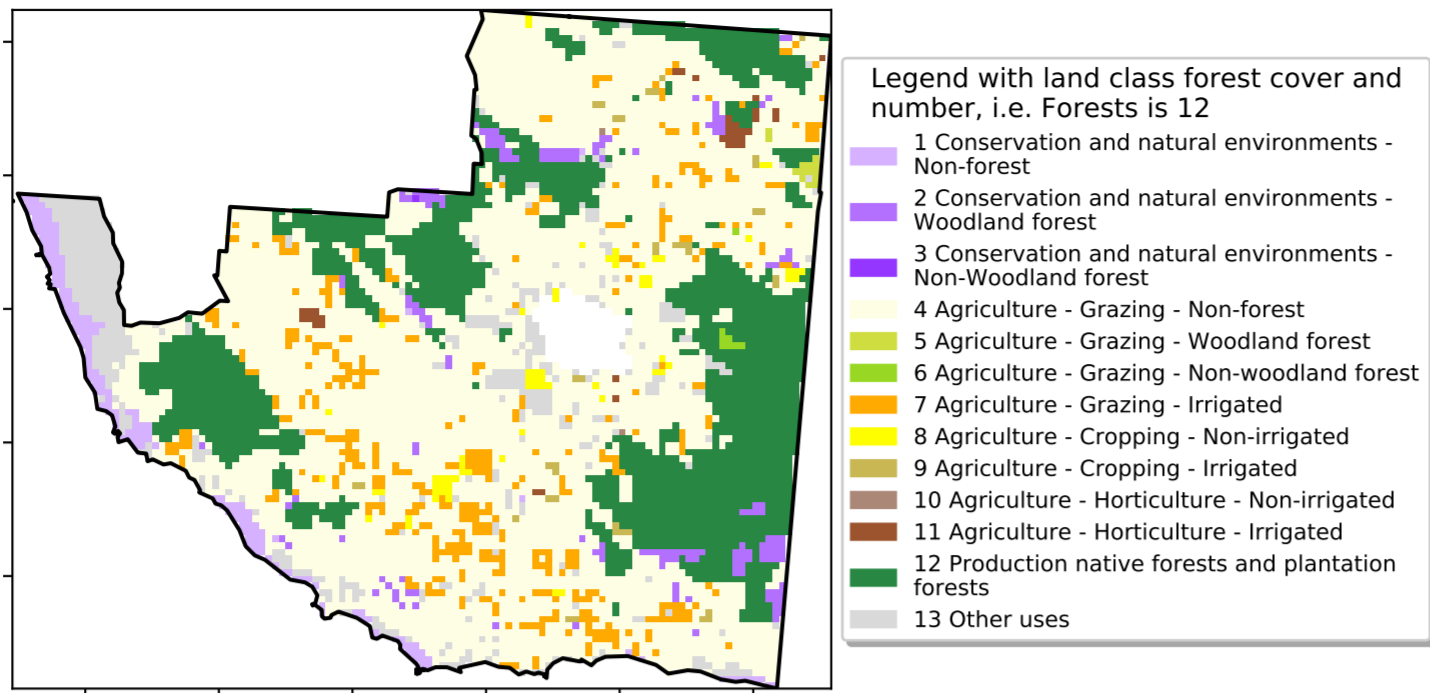 Legend with land class forest cover and
number, i.e. Forests is 12
1 Conservation and natural environments -
Non-forest
2 Conservation and natural environments -
Woodland forest
3 Conservation and natural environments -
Non-Woodland forest
4 Agriculture - Grazing - Non-forest
5 Agriculture - Grazing - Woodland forest
6 Agriculture - Grazing - Non-woodland forest
7 Agriculture - Grazing - Irrigated
8 Agriculture - Cropping - Non-irrigated
9 Agriculture - Cropping - Irrigated
10 Agriculture - Horticulture - Non-irrigated
11 Agriculture - Horticulture - Irrigated
12 Production native forests and plantation
forests
13 Other uses